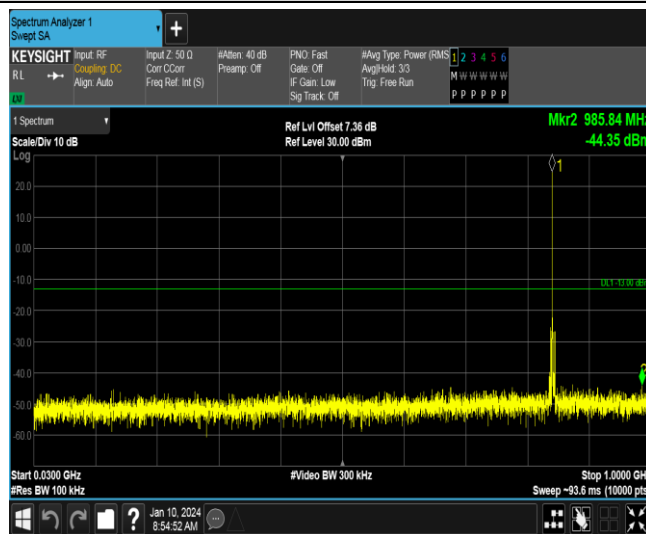 Spectrum Analyzer 1
Swept SA
KEYSIGHT
RL
LXI
Input: RF
Coupling: DC
Align: Auto
Input Z: 50 Ω
Corr CCorr
Freq Ref: Int (S)
#Atten: 40 dB
Preamp: Off
PNO: Fast
Gate: Off
IF Gain: Low
Sig Track: Off
#Avg Type: Power (RMS
Avg|Hold: 3/3
Trig: Free Run
1 2 3 4 5 6
M W W W W W
P P P P P P
1 Spectrum
Scale/Div 10 dB
Log
Ref Lvl Offset 7.36 dB
Ref Level 30.00 dBm
Mkr2 985.84 MHz
-44.35 dBm
1
20.0
10.0
0.00
-10.0
DL1 -13.00 dBm
-20.0
-30.0
-40.0
-50.0
-60.0
Start 0.0300 GHz
#Res BW 100 kHz
#Video BW 300 kHz
Stop 1.0000 GH
Sweep ~93.6 ms (10000 pts
?
Jan 10, 2024
8:54:52 AM